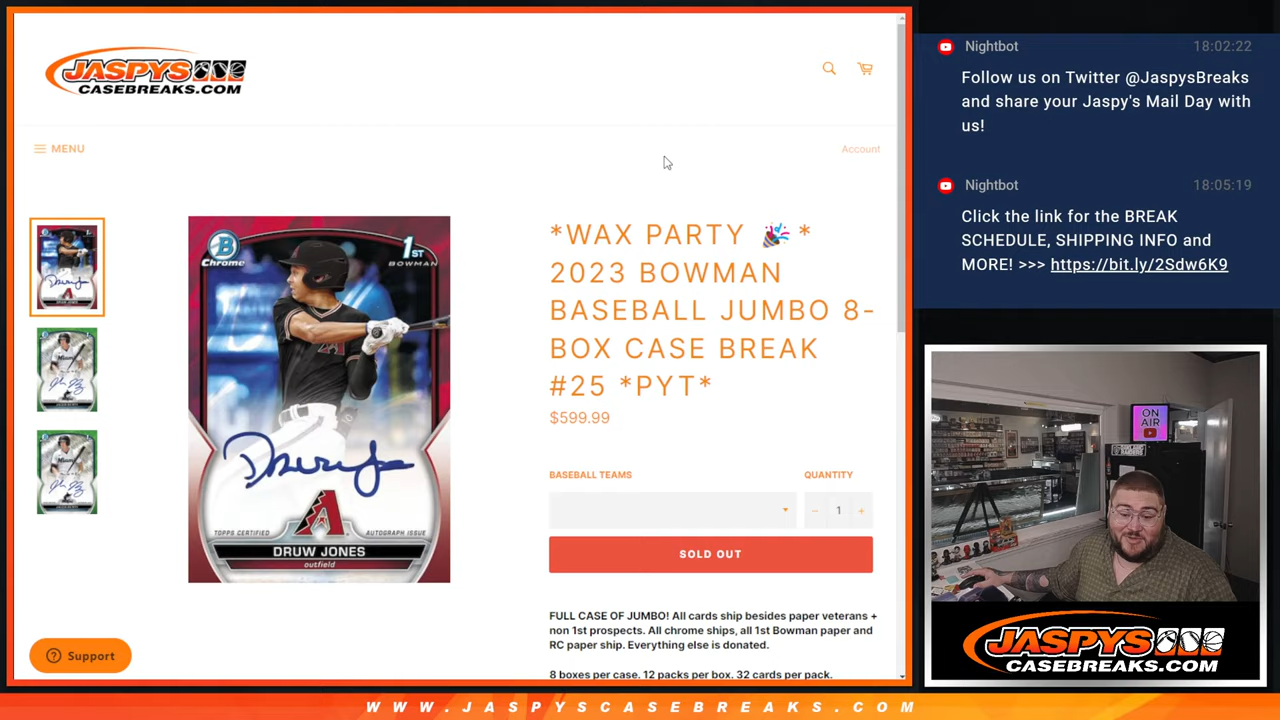 JASPYS
CASEBREAKS.COM
MENU
Account
B
Chrome
1ST
BOWMAN
TOPPS CERTIFIED
AUTOGRAPH ISSUE
DRUW JONES
outfield
*WAX PARTY 🎉 *
2023 BOWMAN
BASEBALL JUMBO 8-
BOX CASE BREAK
#25 *PYT*
$599.99
BASEBALL TEAMS
QUANTITY
− 1 +
SOLD OUT
FULL CASE OF JUMBO! All cards ship besides paper veterans +
non 1st prospects. All chrome ships, all 1st Bowman paper and
RC paper ship. Everything else is donated.
8 boxes per case. 12 packs per box. 32 cards per pack.
Support
Nightbot 18:02:22
Follow us on Twitter @JaspysBreaks
and share your Jaspy's Mail Day with
us!
Nightbot 18:05:19
Click the link for the BREAK
SCHEDULE, SHIPPING INFO and
MORE! >>> https://bit.ly/2Sdw6K9
ON
AIR
JASPYS
CASEBREAKS.COM
WWW.JASPYSCASEBREAKS.COM